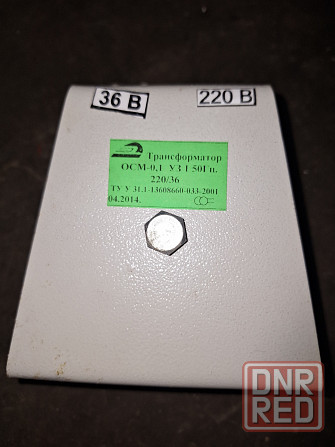 36 В
220 В
Трансформатор
ОСМ-0,1 У3 1 50Гц.
220/36
ТУ У 31.1-13608660-033-2001
04.2014.
DNR
RED